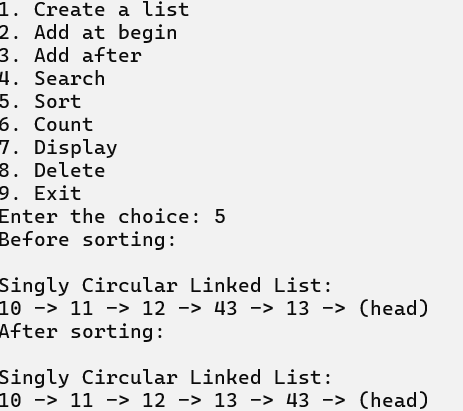 1. Create a list
2. Add at begin
3. Add after
4. Search
5. Sort
6. Count
7. Display
8. Delete
9. Exit
Enter the choice: 5
Before sorting:
Singly Circular Linked List:
10 -> 11 -> 12 -> 43 -> 13 -> (head)
After sorting:
Singly Circular Linked List:
10 -> 11 -> 12 -> 13 -> 43 -> (head)